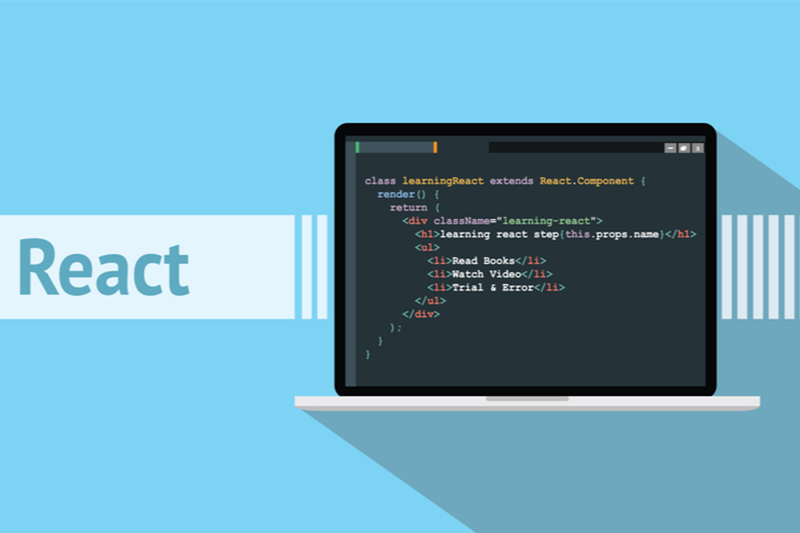 React
class learningReact extends React.Component {
render() {
return (
<div className="learning-react">
<h1>learning react step{this.props.name}</h1>
<ul>
<li>Read Books</li>
<li>Watch Video</li>
<li>Trial & Error</li>
</ul>
</div>
);
}
}